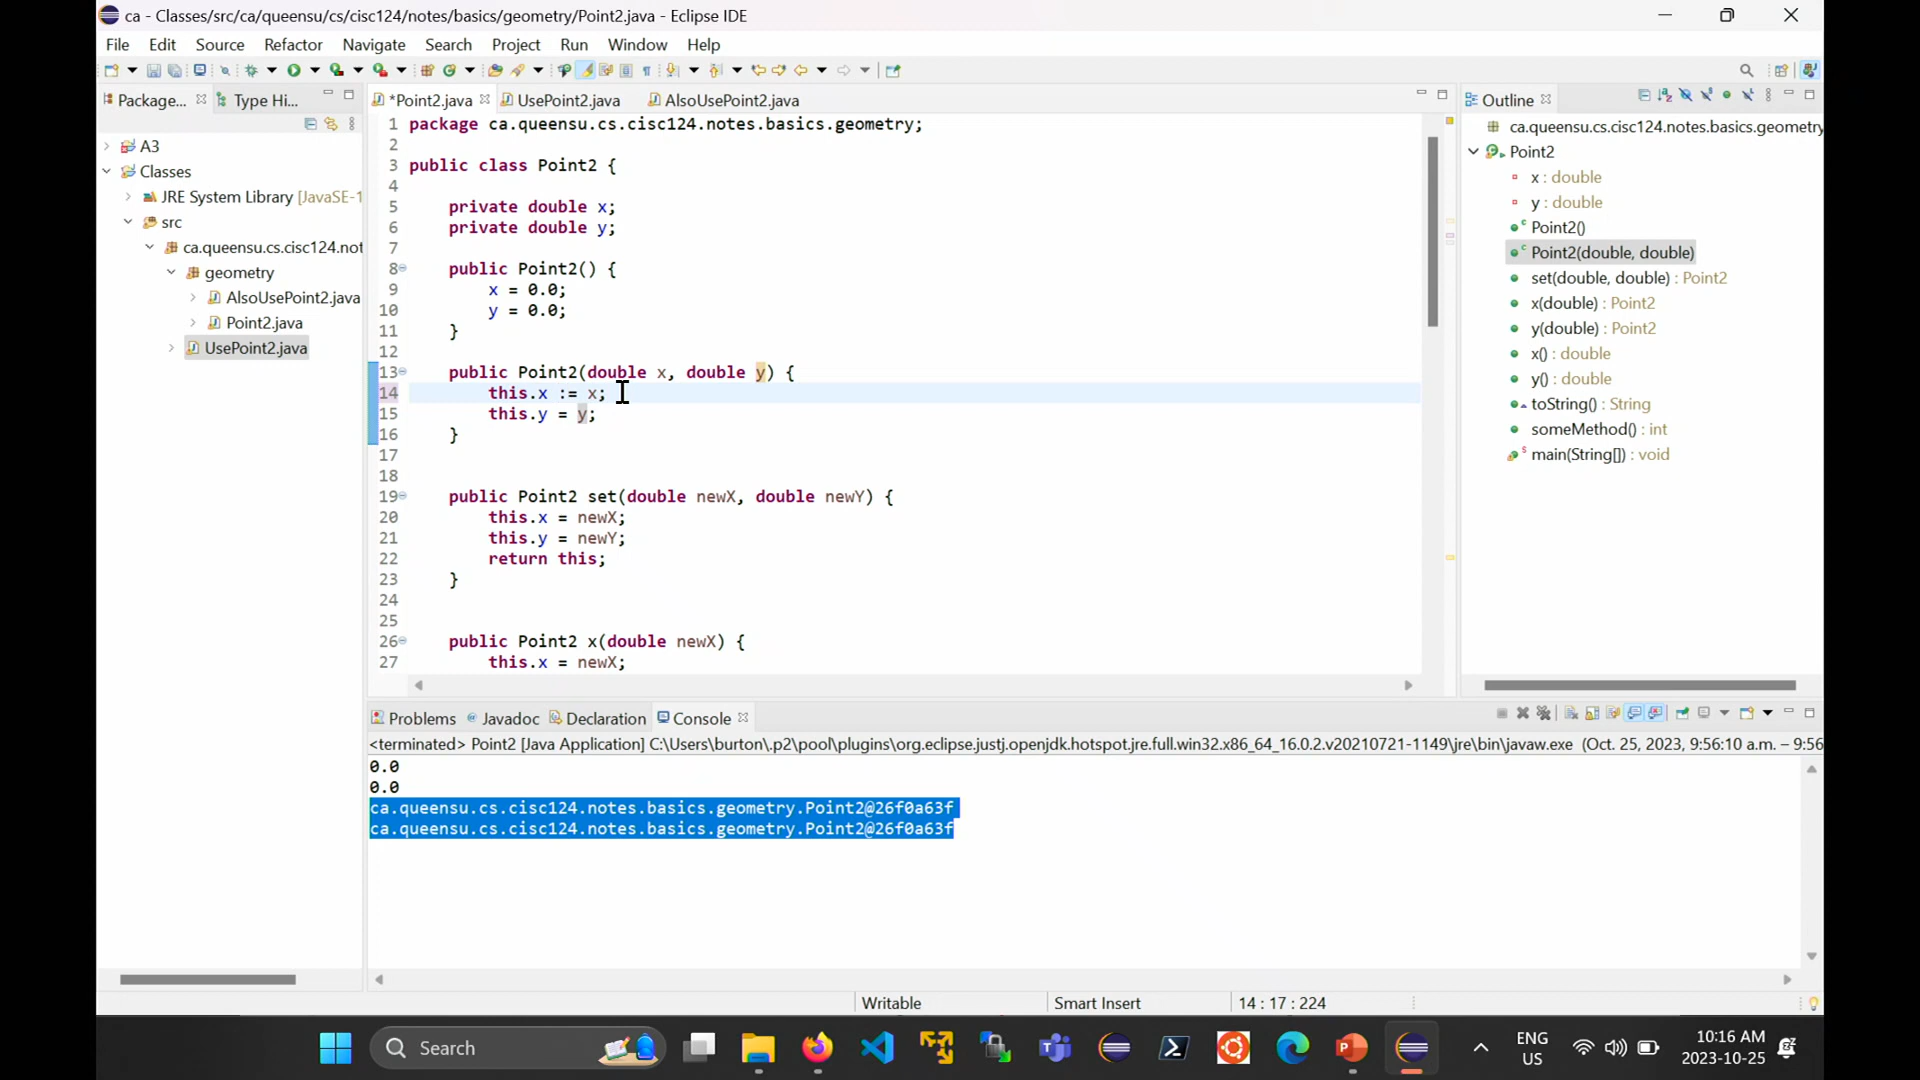 ca - Classes/src/ca/queensu/cs/cisc124/notes/basics/geometry/Point2.java - Eclipse IDE
File Edit Source Refactor Navigate Search Project Run Window Help
Package... Type Hi...
A3
Classes
JRE System Library [JavaSE-1
src
ca.queensu.cs.cisc124.not
geometry
AlsoUsePoint2.java
Point2.java
UsePoint2.java
*Point2.java UsePoint2.java AlsoUsePoint2.java
1 package ca.queensu.cs.cisc124.notes.basics.geometry;
2
3 public class Point2 {
4
5 private double x;
6 private double y;
7
8 public Point2() {
9 x = 0.0;
10 y = 0.0;
11 }
12
13 public Point2(double x, double y) {
14 this.x := x;
15 this.y = y;
16 }
17
18
19 public Point2 set(double newX, double newY) {
20 this.x = newX;
21 this.y = newY;
22 return this;
23 }
24
25
26 public Point2 x(double newX) {
27 this.x = newX;
Outline
ca.queensu.cs.cisc124.notes.basics.geometry
Point2
x : double
y : double
Point2()
Point2(double, double)
set(double, double) : Point2
x(double) : Point2
y(double) : Point2
x() : double
y() : double
toString() : String
someMethod() : int
main(String[]) : void
Problems Javadoc Declaration Console
<terminated> Point2 [Java Application] C:\Users\burton\.p2\pool\plugins\org.eclipse.justj.openjdk.hotspot.jre.full.win32.x86_64_16.0.2.v20210721-1149\jre\bin\javaw.exe (Oct. 25, 2023, 9:56:10 a.m. – 9:56
0.0
0.0
ca.queensu.cs.cisc124.notes.basics.geometry.Point2@26f0a63f
ca.queensu.cs.cisc124.notes.basics.geometry.Point2@26f0a63f
Writable Smart Insert 14 : 17 : 224
Search
ENG
US
10:16 AM
2023-10-25